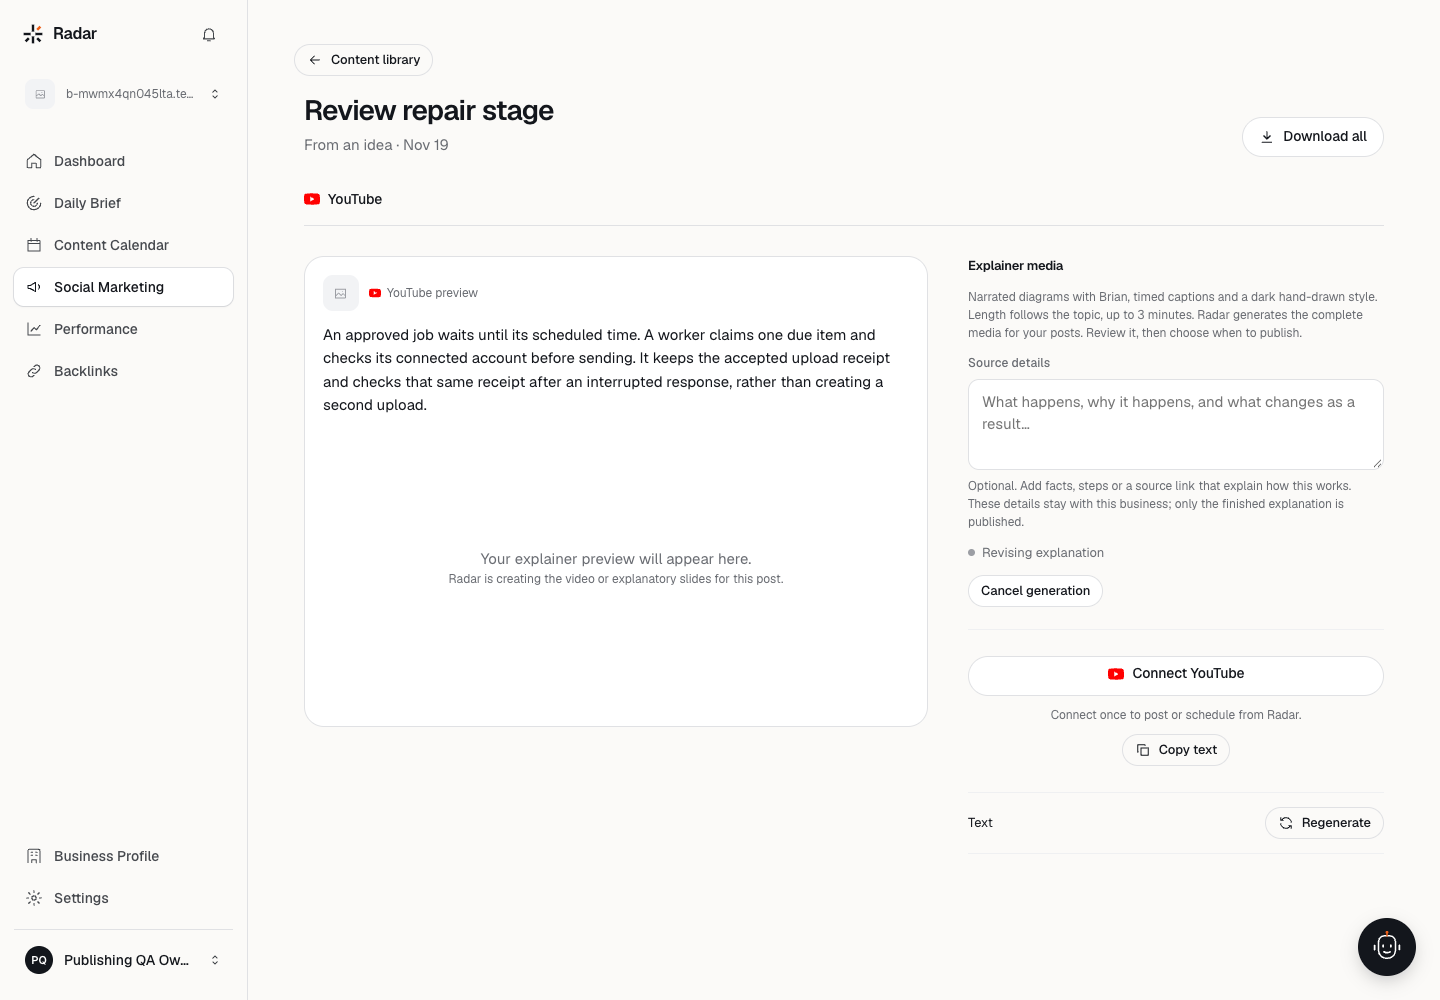 Radar
b-mwmx4qn045lta.te...
Dashboard
Daily Brief
Content Calendar
Social Marketing
Performance
Backlinks
Business Profile
Settings
PQ
Publishing QA Ow...
Content library
Review repair stage
From an idea · Nov 19
Download all
YouTube
YouTube preview
An approved job waits until its scheduled time. A worker claims one due item and
checks its connected account before sending. It keeps the accepted upload receipt
and checks that same receipt after an interrupted response, rather than creating a
second upload.
Your explainer preview will appear here.
Radar is creating the video or explanatory slides for this post.
Explainer media
Narrated diagrams with Brian, timed captions and a dark hand-drawn style.
Length follows the topic, up to 3 minutes. Radar generates the complete
media for your posts. Review it, then choose when to publish.
Source details
What happens, why it happens, and what changes as a
result...
Optional. Add facts, steps or a source link that explain how this works.
These details stay with this business; only the finished explanation is
published.
Revising explanation
Cancel generation
Connect YouTube
Connect once to post or schedule from Radar.
Copy text
Text
Regenerate